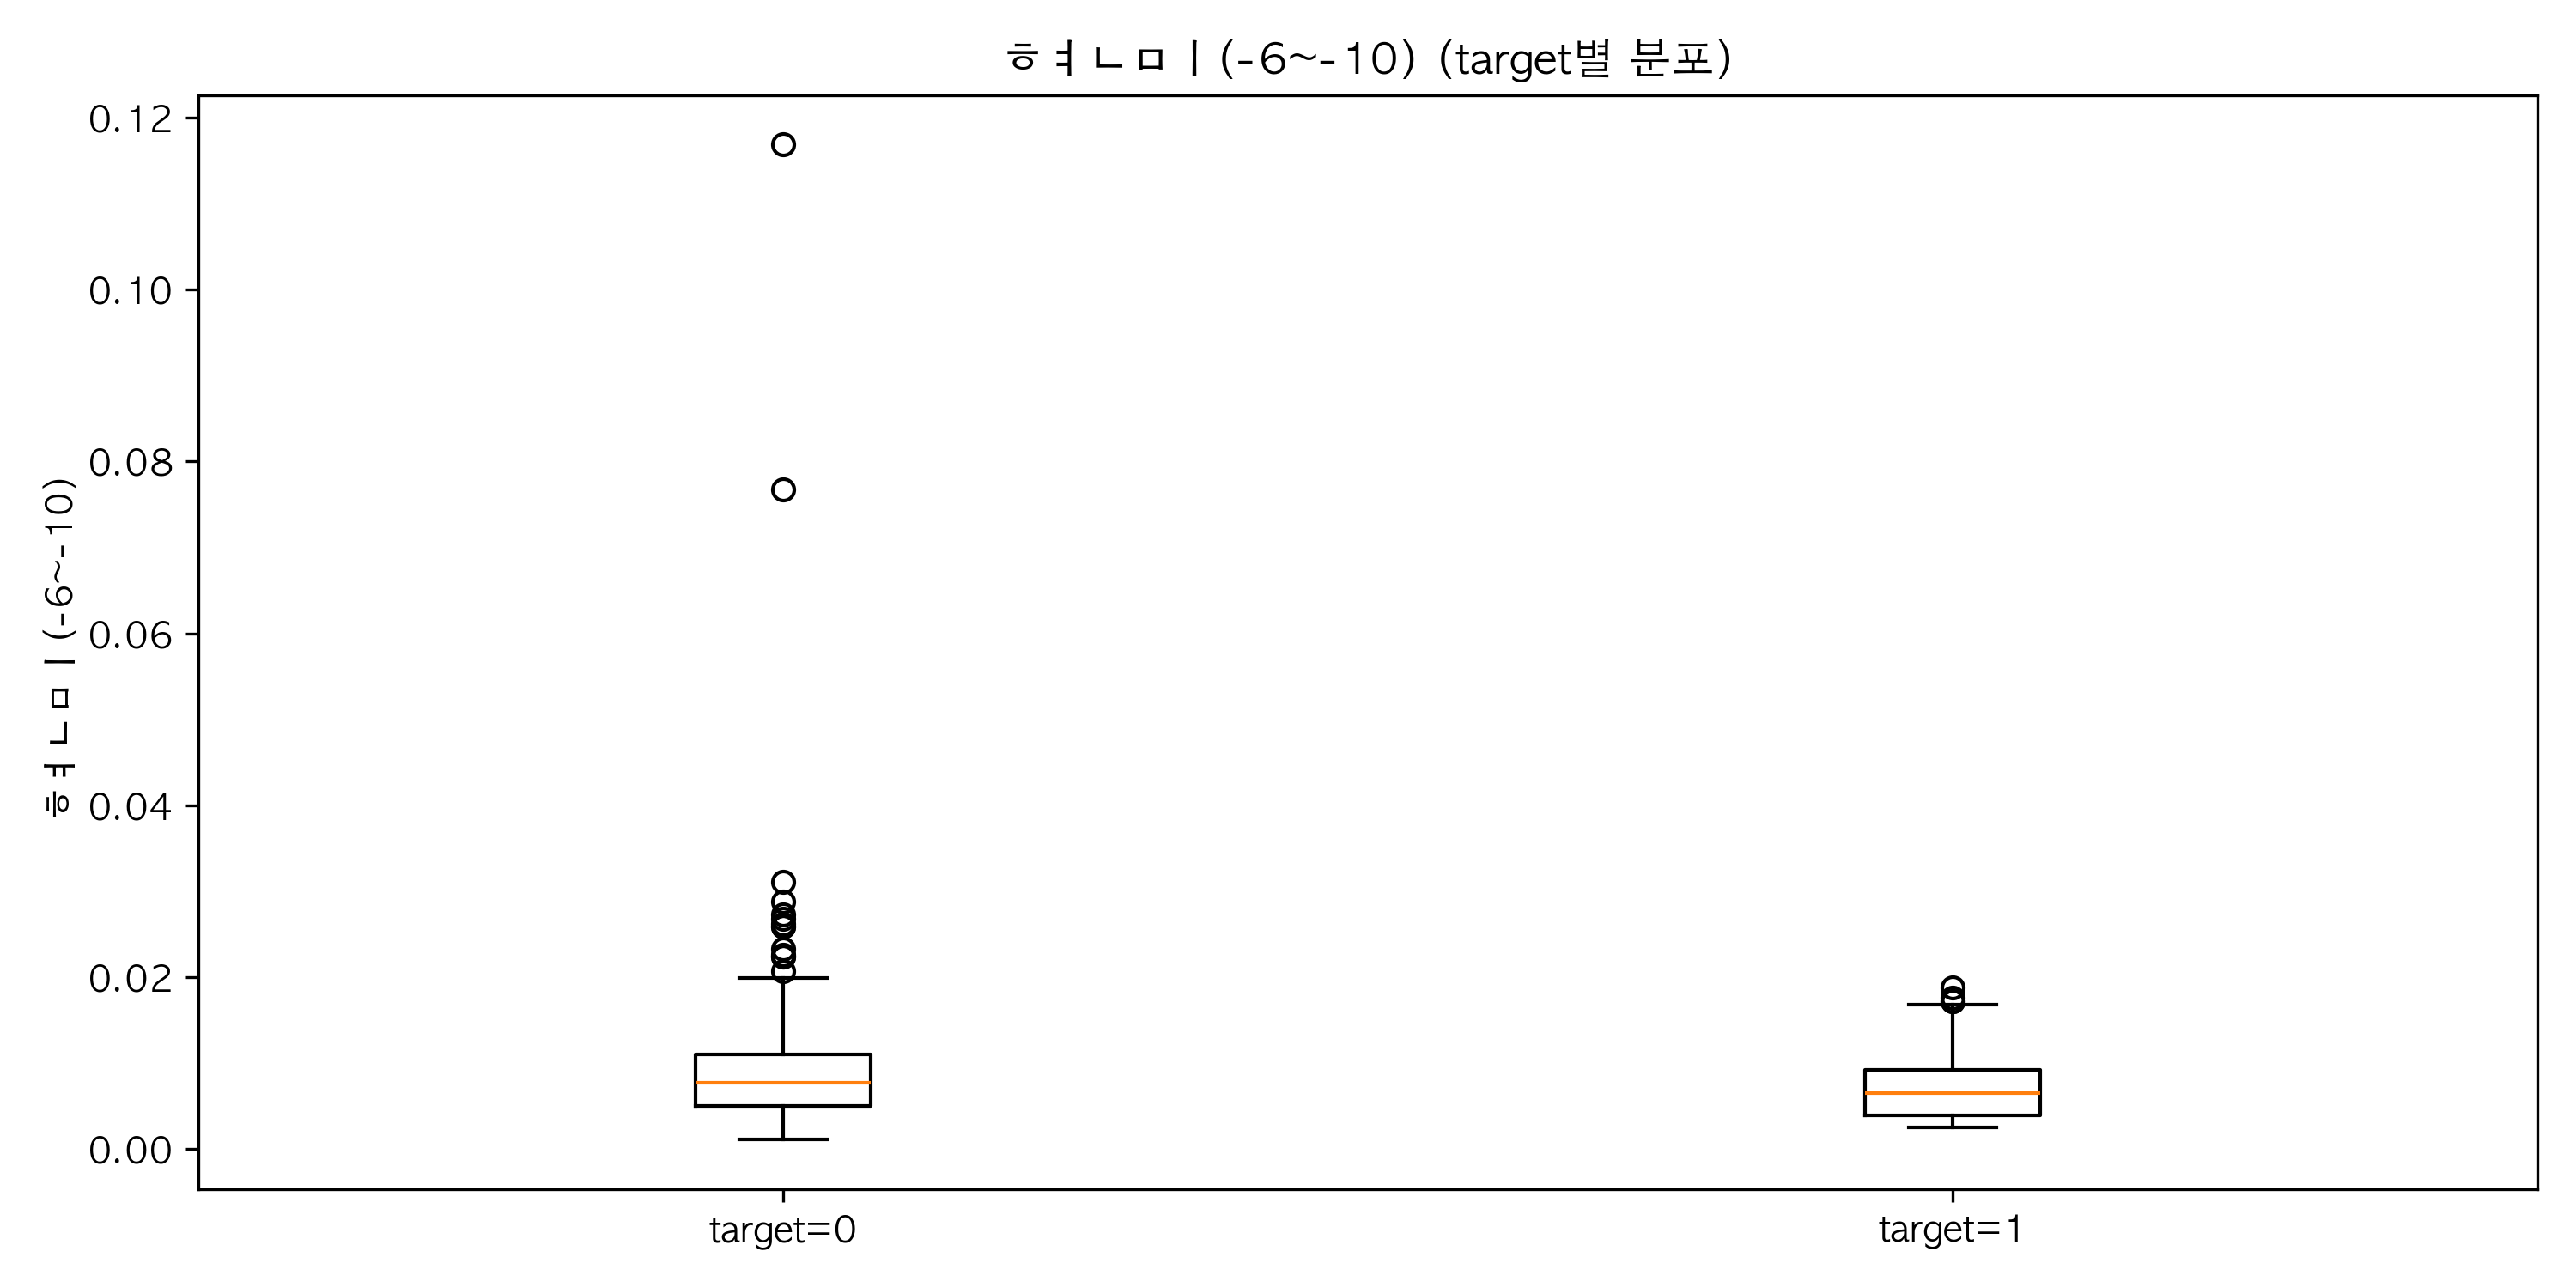 ㅎㅕㄴㅁㅣ(-6~-10) (target별 분포)
ㅎㅕㄴㅁㅣ(-6~-10)
0.12
0.10
0.08
0.06
0.04
0.02
0.00
target=0
target=1